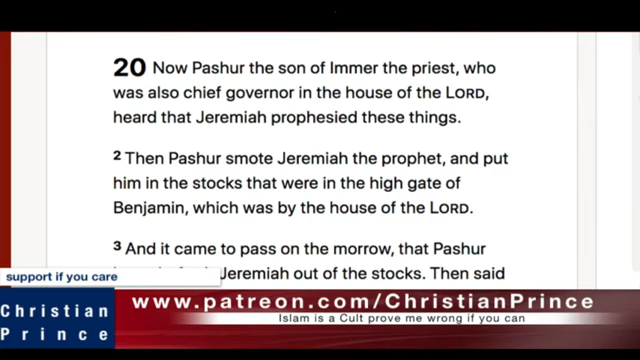 20 Now Pashur the son of Immer the priest, who
was also chief governor in the house of the LORD,
heard that Jeremiah prophesied these things.
2 Then Pashur smote Jeremiah the prophet, and put
him in the stocks that were in the high gate of
Benjamin, which was by the house of the LORD.
3 And it came to pass on the morrow, that Pashur
Jeremiah out of the stocks. Then said
support if you care
Christian
Prince
www.patreon.com/ChristianPrince
Islam is a Cult prove me wrong if you can